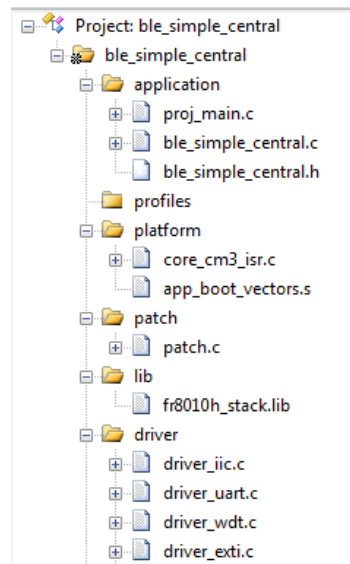 Project: ble_simple_central
ble_simple_central
application
proj_main.c
ble_simple_central.c
ble_simple_central.h
profiles
platform
core_cm3_isr.c
app_boot_vectors.s
patch
patch.c
lib
fr8010h_stack.lib
driver
driver_iic.c
driver_uart.c
driver_wdt.c
driver_exti.c